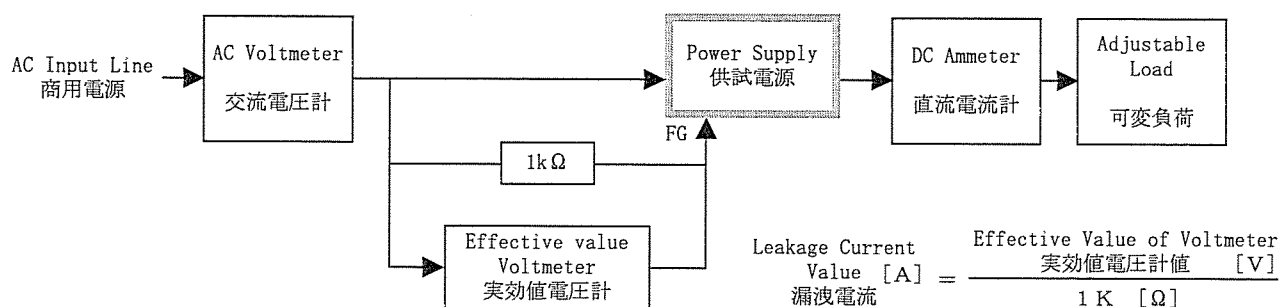 AC Input Line
商用電源
AC Voltmeter
交流電圧計
Power Supply
供試電源
DC Ammeter
直流電流計
Adjustable
Load
可変負荷
FG
1kΩ
Effective value
Voltmeter
実効値電圧計
Leakage Current
Value [A] =
漏洩電流
Effective Value of Voltmeter
実効値電圧計値 [V]
1 K [Ω]